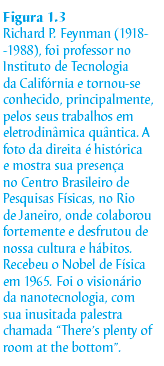 Figura 1.3
Richard P. Feynman (1918-
-1988), foi professor no
Instituto de Tecnologia
da Califórnia e tornou-se
conhecido, principalmente,
pelos seus trabalhos em
eletrodinâmica quântica. A
foto da direita é histórica
e mostra sua presença
no Centro Brasileiro de
Pesquisas Físicas, no Rio
de Janeiro, onde colaborou
fortemente e desfrutou de
nossa cultura e hábitos.
Recebeu o Nobel de Física
em 1965. Foi o visionário
da nanotecnologia, com
sua inusitada palestra
chamada “There’s plenty of
room at the bottom”.